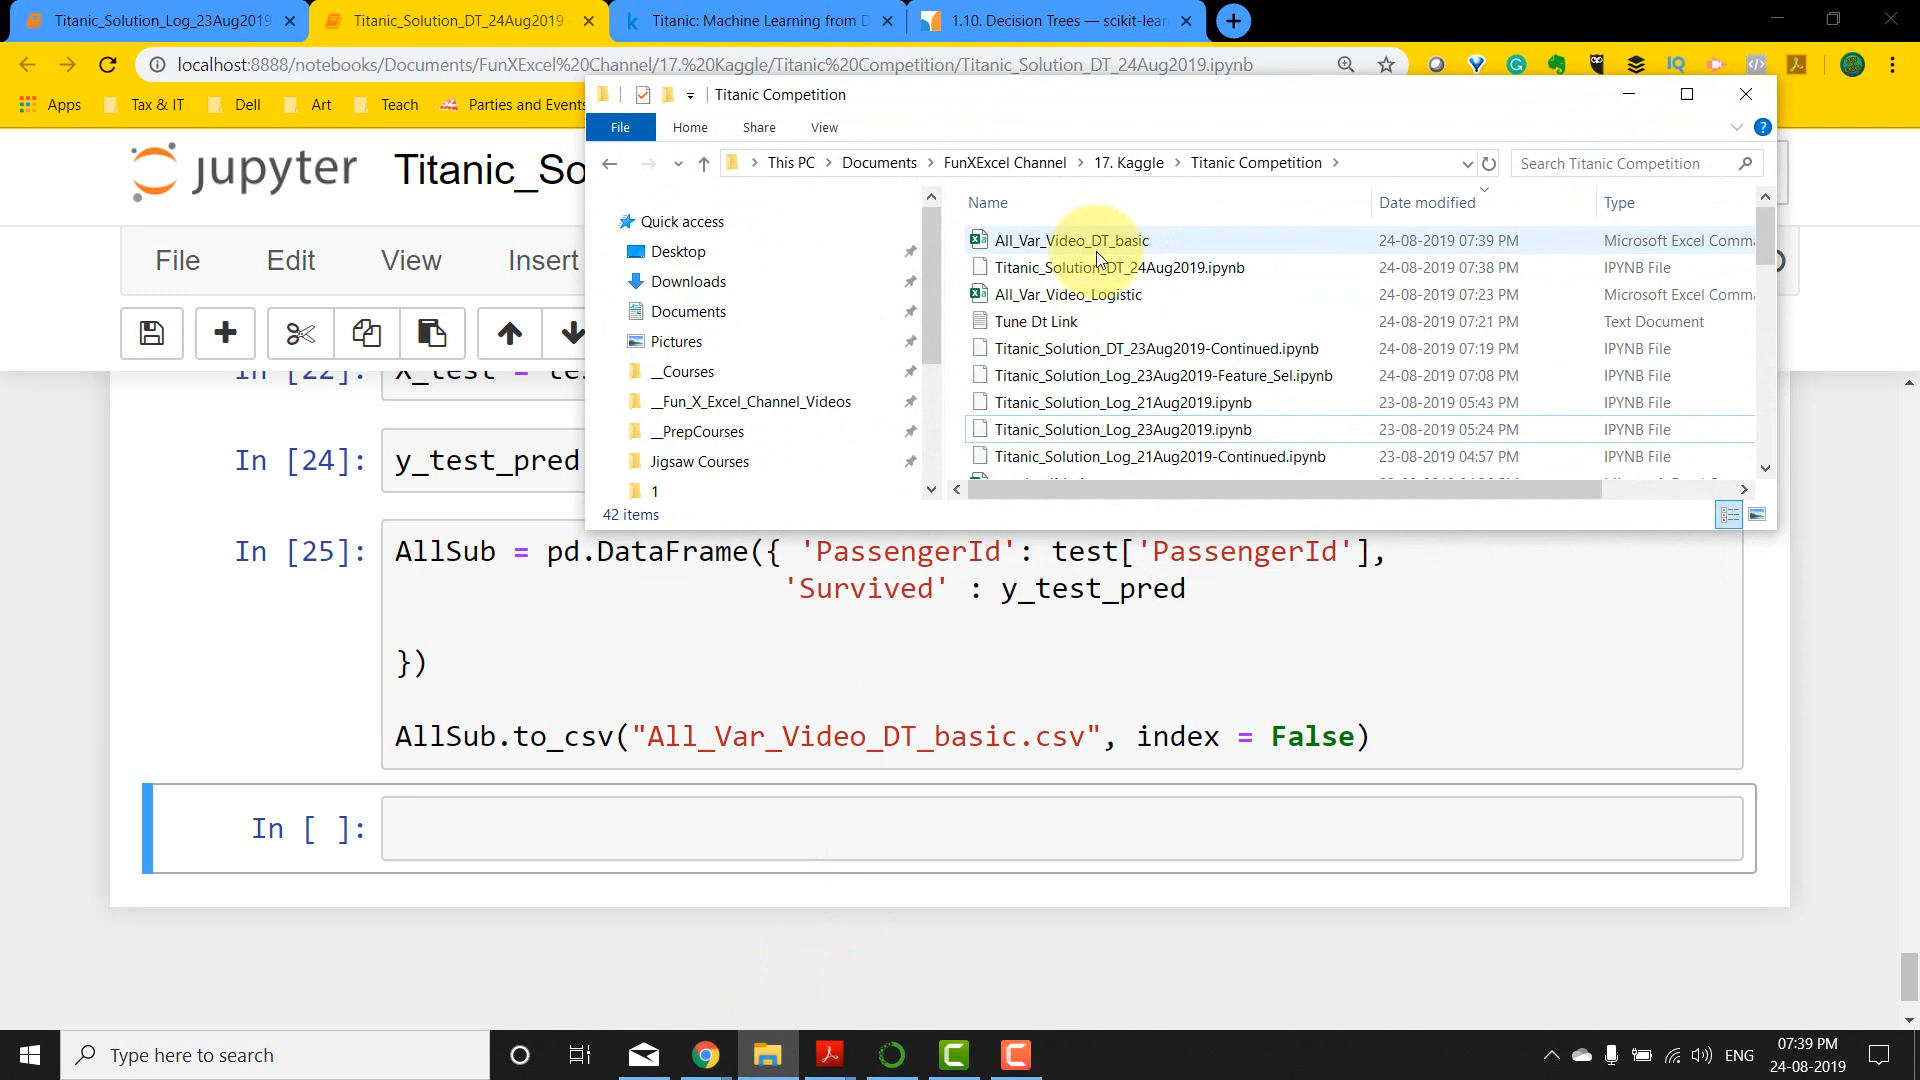 Titanic_Solution_Log_23Aug2019
Titanic_Solution_DT_24Aug2019
Titanic: Machine Learning from D
1.10. Decision Trees — scikit-lear
localhost:8888/notebooks/Documents/FunXExcel%20Channel/17.%20Kaggle/Titanic%20Competition/Titanic_Solution_DT_24Aug2019.ipynb
Apps
Tax & IT
Dell
Art
Teach
Parties and Events
Titanic Competition
File
Home
Share
View
This PC
Documents
FunXExcel Channel
17. Kaggle
Titanic Competition
Search Titanic Competition
jupyter
Titanic_So
File
Edit
View
Insert
Quick access
Desktop
Downloads
Documents
Pictures
__Courses
__Fun_X_Excel_Channel_Videos
__PrepCourses
Jigsaw Courses
1
42 items
Name Date modified Type
All_Var_Video_DT_basic 24-08-2019 07:39 PM Microsoft Excel Comma
Titanic_Solution_DT_24Aug2019.ipynb 24-08-2019 07:38 PM IPYNB File
All_Var_Video_Logistic 24-08-2019 07:23 PM Microsoft Excel Comma
Tune Dt Link 24-08-2019 07:21 PM Text Document
Titanic_Solution_DT_23Aug2019-Continued.ipynb 24-08-2019 07:19 PM IPYNB File
Titanic_Solution_Log_23Aug2019-Feature_Sel.ipynb 24-08-2019 07:08 PM IPYNB File
Titanic_Solution_Log_21Aug2019.ipynb 23-08-2019 05:43 PM IPYNB File
Titanic_Solution_Log_23Aug2019.ipynb 23-08-2019 05:24 PM IPYNB File
Titanic_Solution_Log_21Aug2019-Continued.ipynb 23-08-2019 04:57 PM IPYNB File
In [22]: X_test = tes
In [24]: y_test_pred
In [25]: AllSub = pd.DataFrame({ 'PassengerId': test['PassengerId'],
'Survived' : y_test_pred
})
AllSub.to_csv("All_Var_Video_DT_basic.csv", index = False)
In [ ]:
Type here to search
ENG
07:39 PM
24-08-2019